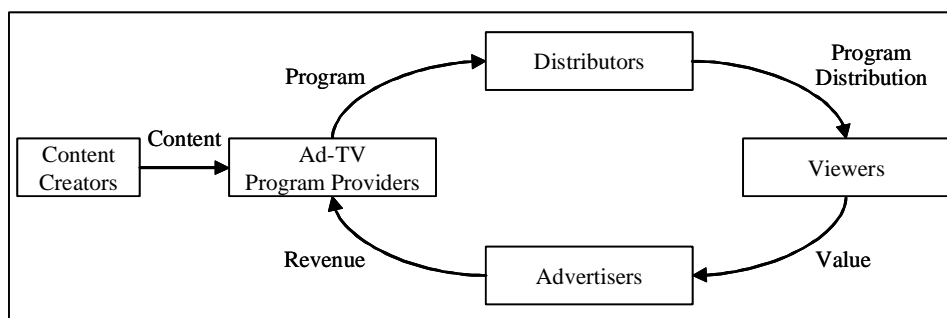 Program
Distributors
Program
Distribution
Content
Content
Creators
Ad-TV
Program Providers
Viewers
Revenue
Advertisers
Value